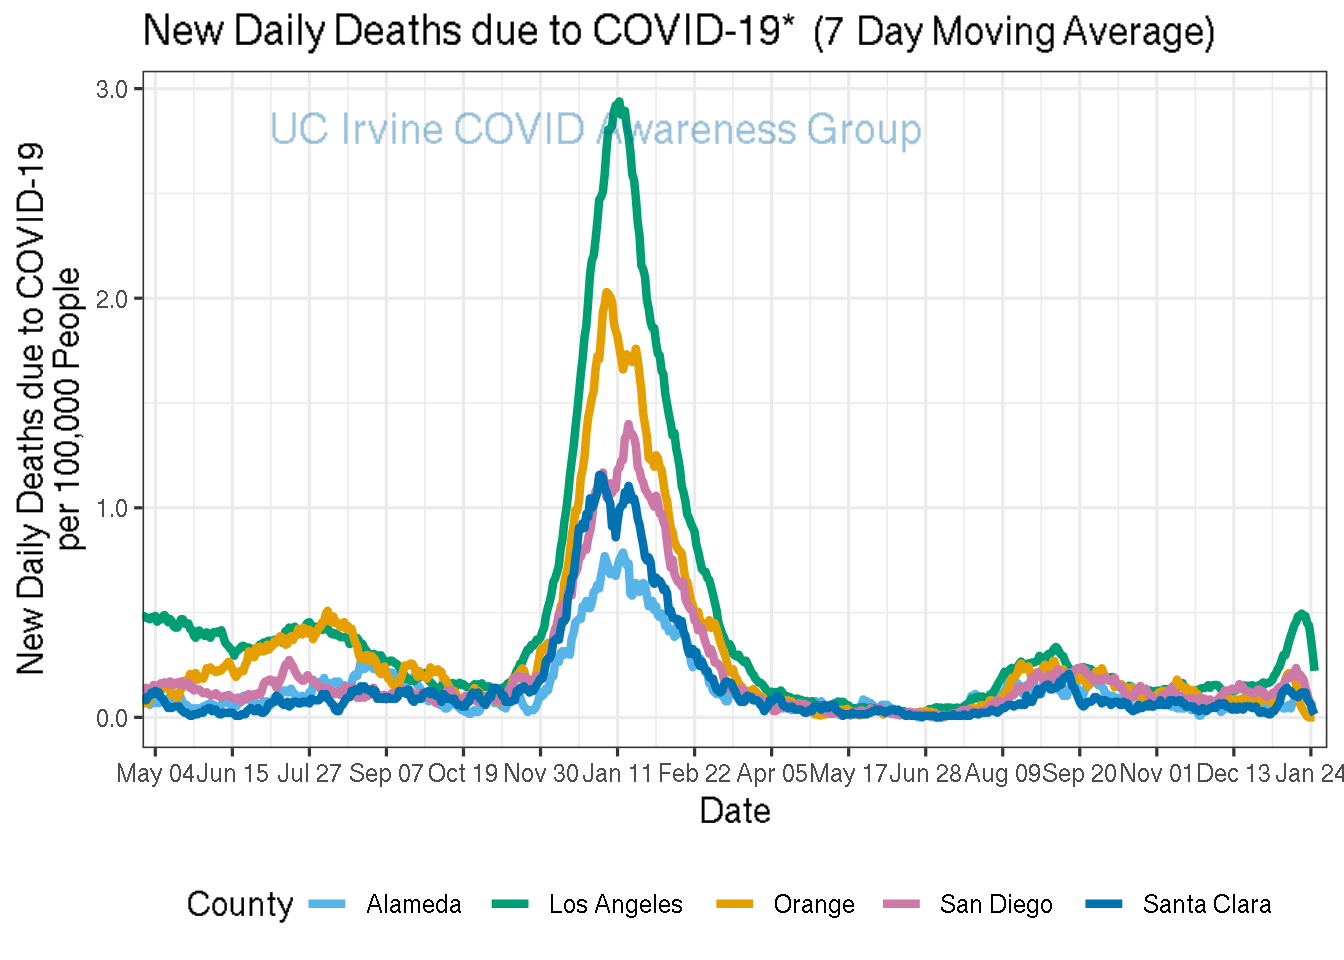 New Daily Deaths due to COVID-19* (7 Day Moving Average)
UC Irvine COVID Awareness Group
New Daily Deaths due to COVID-19
per 100,000 People
3.0
2.0
1.0
0.0
May 04 Jun 15 Jul 27 Sep 07 Oct 19 Nov 30 Jan 11 Feb 22 Apr 05 May 17 Jun 28 Aug 09 Sep 20 Nov 01 Dec 13 Jan 24
Date
County Alameda Los Angeles Orange San Diego Santa Clara